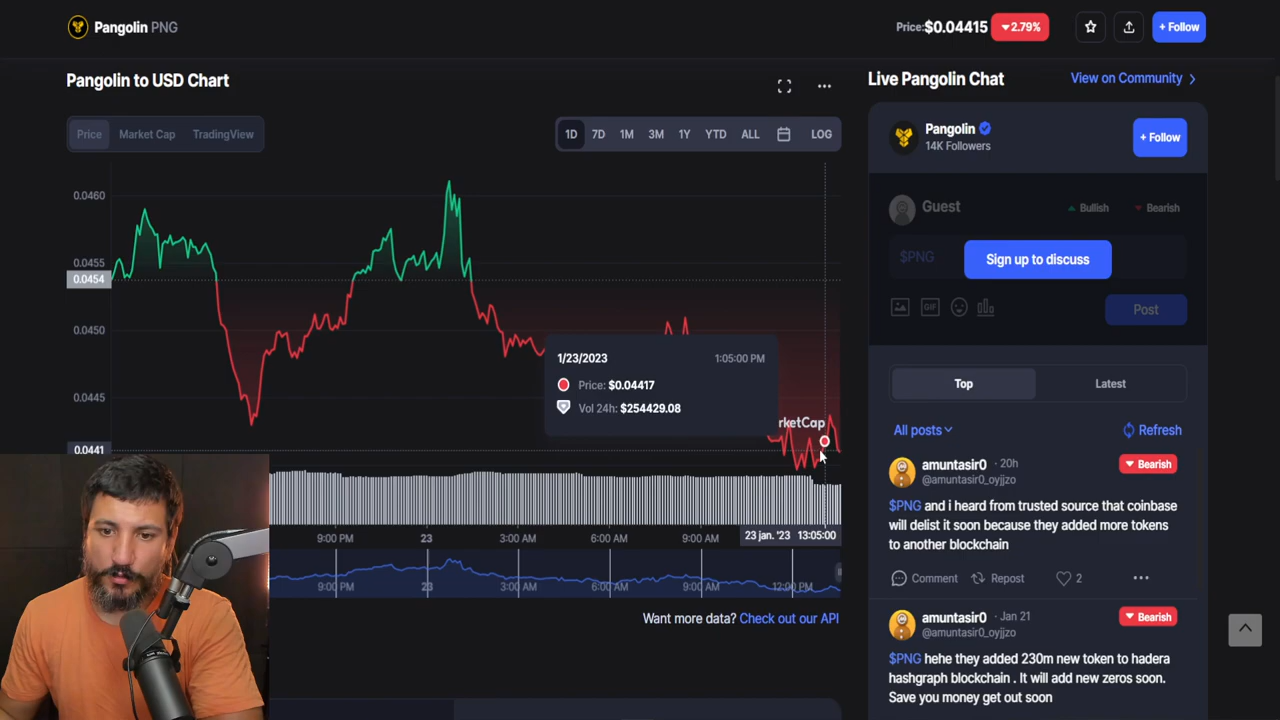 Pangolin PNG
Price: $0.04415 2.79% + Follow
Pangolin to USD Chart
Price Market Cap TradingView
1D 7D 1M 3M 1Y YTD ALL LOG
0.0460
0.0455
0.0454
0.0450
0.0445
0.0441
1/23/2023 1:05:00 PM
Price: $0.04417
Vol 24h: $254429.08
rketCap
9:00 PM 23 3:00 AM 6:00 AM 9:00 AM 23 jan. '23 13:05:00
9:00 PM 23 3:00 AM 6:00 AM 9:00 AM 12:00 PM
Want more data? Check out our API
Live Pangolin Chat View on Community
Pangolin
14K Followers
+ Follow
Guest Bullish Bearish
$PNG Sign up to discuss
GIF Post
Top Latest
All posts Refresh
amuntasir0 · 20h Bearish
@amuntasir0_oyjjzo
$PNG and i heard from trusted source that coinbase
will delist it soon because they added more tokens
to another blockchain
Comment Repost 2
amuntasir0 · Jan 21 Bearish
@amuntasir0_oyjjzo
$PNG hehe they added 230m new token to hadera
hashgraph blockchain . It will add new zeros soon.
Save you money get out soon